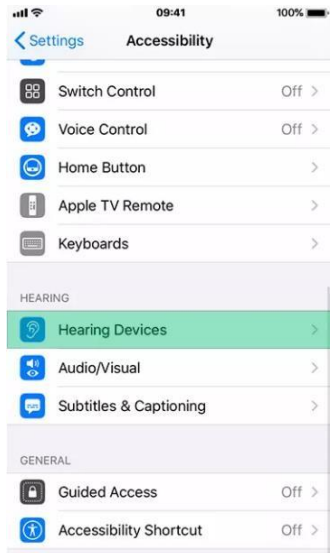 09:41 100%
Settings Accessibility
Switch Control Off
Voice Control Off
Home Button
Apple TV Remote
Keyboards
HEARING
Hearing Devices
Audio/Visual
Subtitles & Captioning
GENERAL
Guided Access Off
Accessibility Shortcut Off